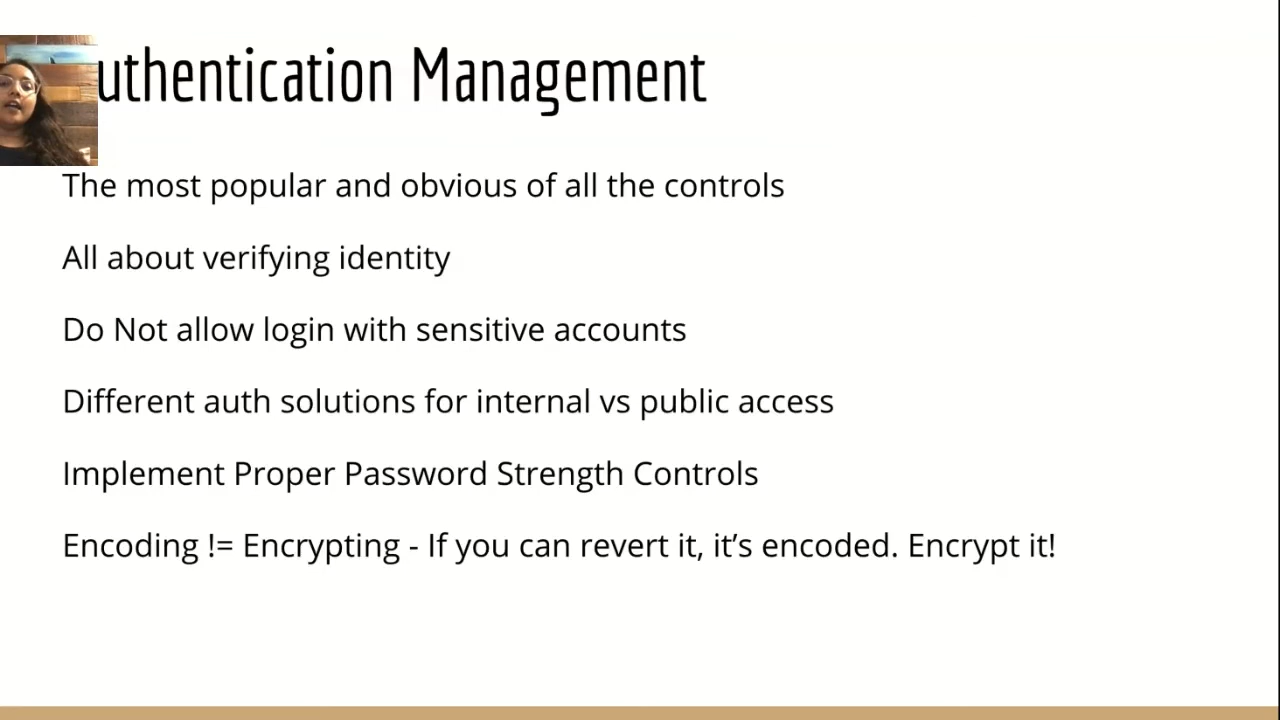 uthentication Management
The most popular and obvious of all the controls
All about verifying identity
Do Not allow login with sensitive accounts
Different auth solutions for internal vs public access
Implement Proper Password Strength Controls
Encoding != Encrypting - If you can revert it, it’s encoded. Encrypt it!